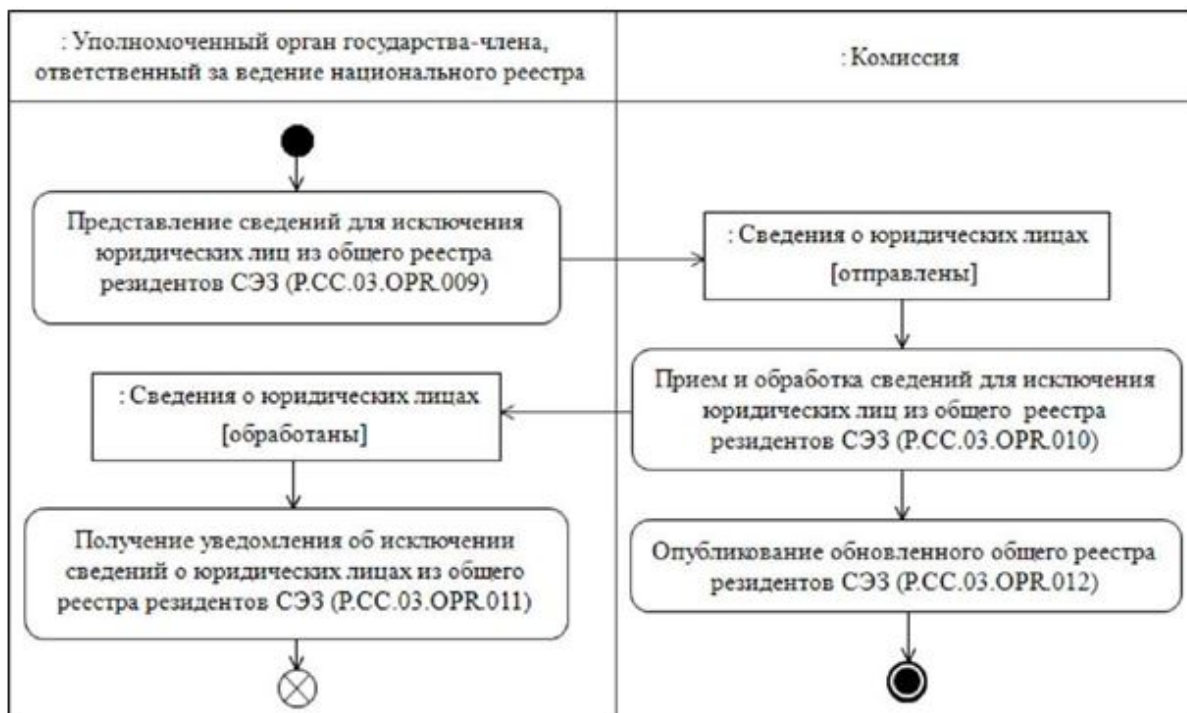 : Уполномоченный орган государства-члена,
ответственный за ведение национального реестра
: Комиссия
Представление сведений для исключения
юридических лиц из общего реестра
резидентов СЭЗ (P.CC.03.OPR.009)
: Сведения о юридических лицах
[отправлены]
Прием и обработка сведений для исключения
юридических лиц из общего реестра
резидентов СЭЗ (P.CC.03.OPR.010)
: Сведения о юридических лицах
[обработаны]
Получение уведомления об исключении
сведений о юридических лицах из общего
реестра резидентов СЭЗ (P.CC.03.OPR.011)
Опубликование обновленного общего реестра
резидентов СЭЗ (P.CC.03.OPR.012)